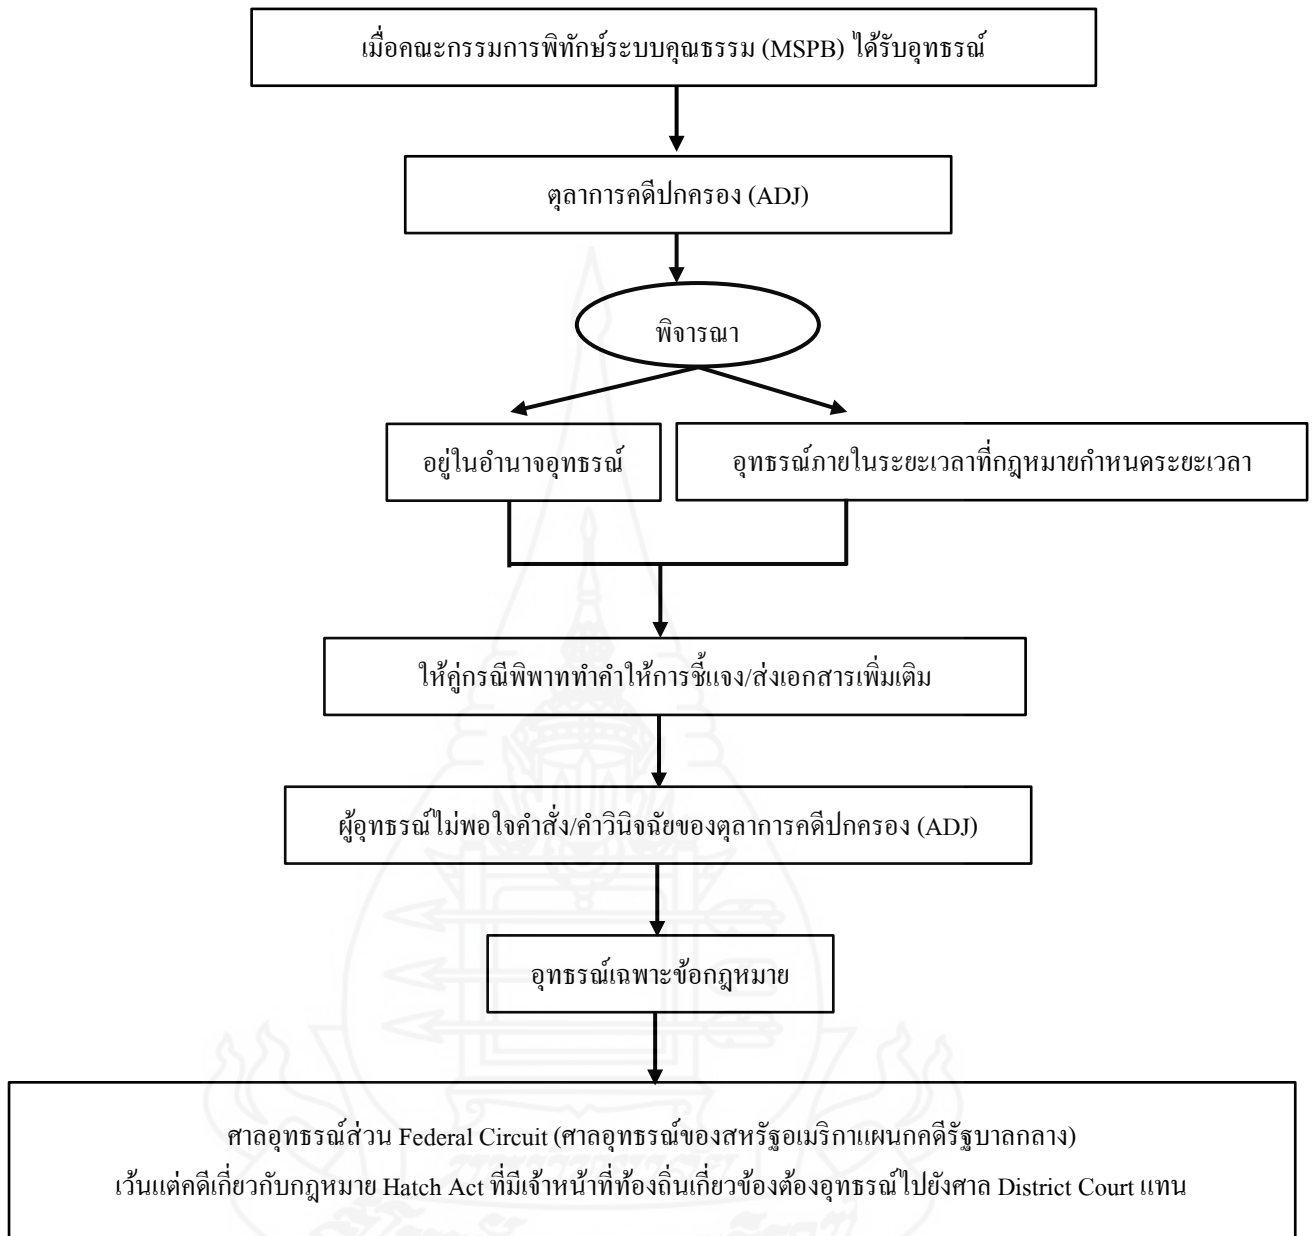 เมื่อคณะกรรมการพิทักษ์ระบบคุณธรรม (MSPB) ได้รับอุทธรณ์
ตุลาการคดีปกครอง (ADJ)
พิจารณา
อยู่ในอำนาจอุทธรณ์
อุทธรณ์ภายในระยะเวลาที่กฎหมายกำหนดระยะเวลา
ให้คู่กรณีพิพาททำคำให้การชี้แจง/ส่งเอกสารเพิ่มเติม
ผู้อุทธรณ์ไม่พอใจคำสั่ง/คำวินิจฉัยของตุลาการคดีปกครอง (ADJ)
อุทธรณ์เฉพาะข้อกฎหมาย
ศาลอุทธรณ์ส่วน Federal Circuit (ศาลอุทธรณ์ของสหรัฐอเมริกาแผนกคดีรัฐบาลกลาง)
เว้นแต่คดีเกี่ยวกับกฎหมาย Hatch Act ที่มีเจ้าหน้าที่ท้องถิ่นเกี่ยวข้องต้องอุทธรณ์ไปยังศาล District Court แทน